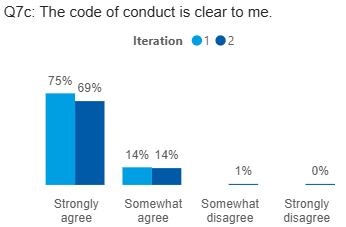 Q7c: The code of conduct is clear to me.
Iteration 1 2
75% 69%
14% 14%
1%
0%
Strongly agree
Somewhat agree
Somewhat disagree
Strongly disagree